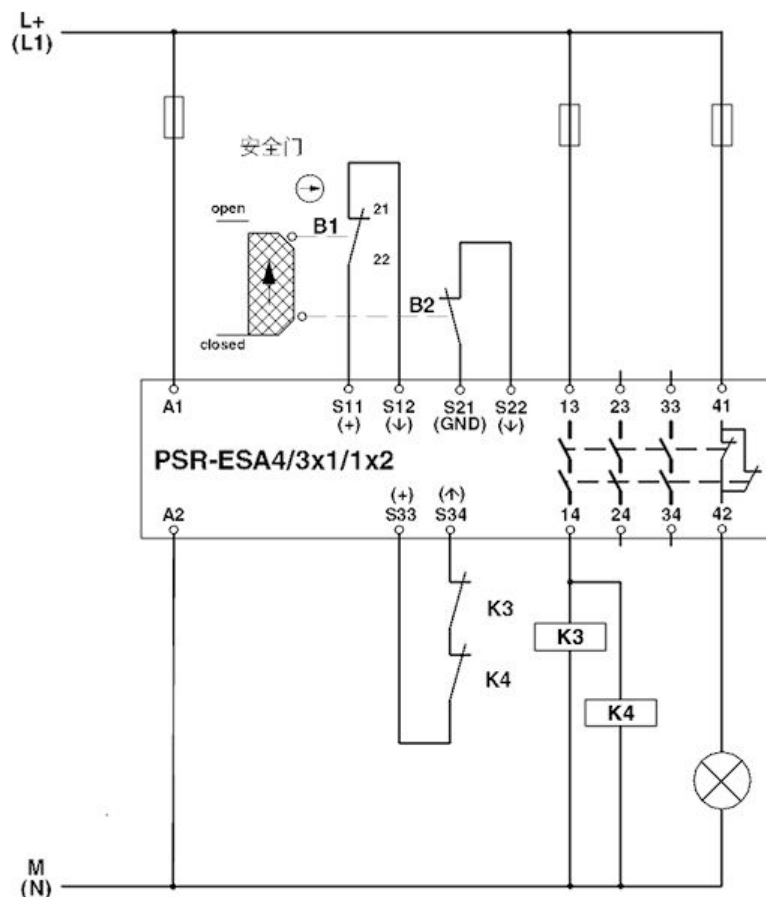 L+
(L1)
安全门
open
B1
21
22
closed
B2
A1
S11
(+)
S12
(↓)
S21
(GND)
S22
(↓)
13
23
33
41
PSR-ESA4/3x1/1x2
(+)
(↑)
A2
S33
S34
14
24
34
42
K3
K4
K3
K4
M
(N)